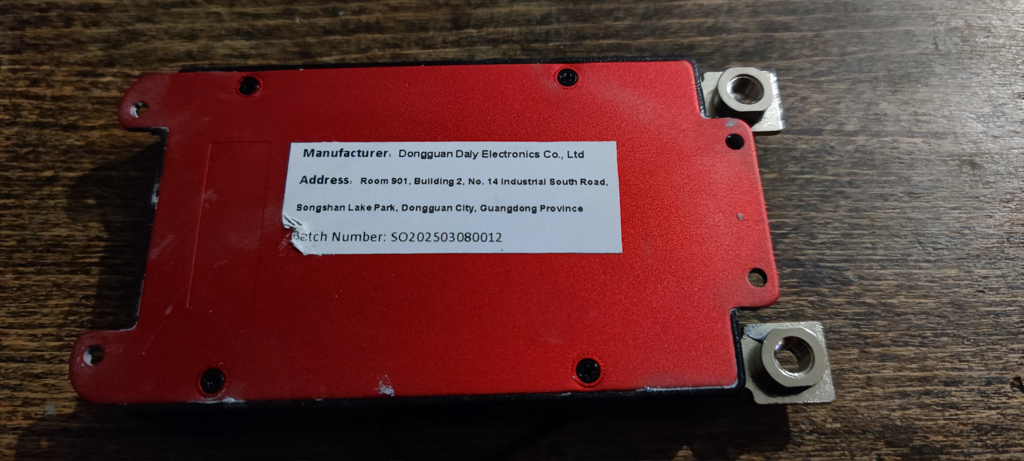 Manufacturer: Dongguan Daly Electronics Co., Ltd
Address: Room 901, Building 2, No. 14 Industrial South Road,
Songshan Lake Park, Dongguan City, Guangdong Province
Batch Number: SO202503080012